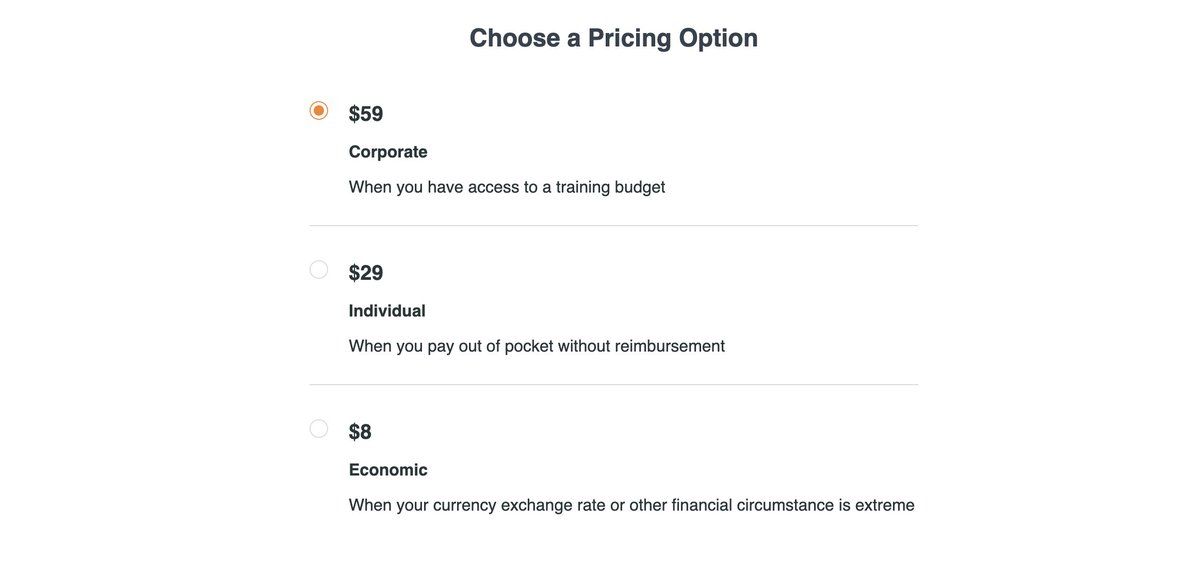 Choose a Pricing Option
$59
Corporate
When you have access to a training budget
$29
Individual
When you pay out of pocket without reimbursement
$8
Economic
When your currency exchange rate or other financial circumstance is extreme